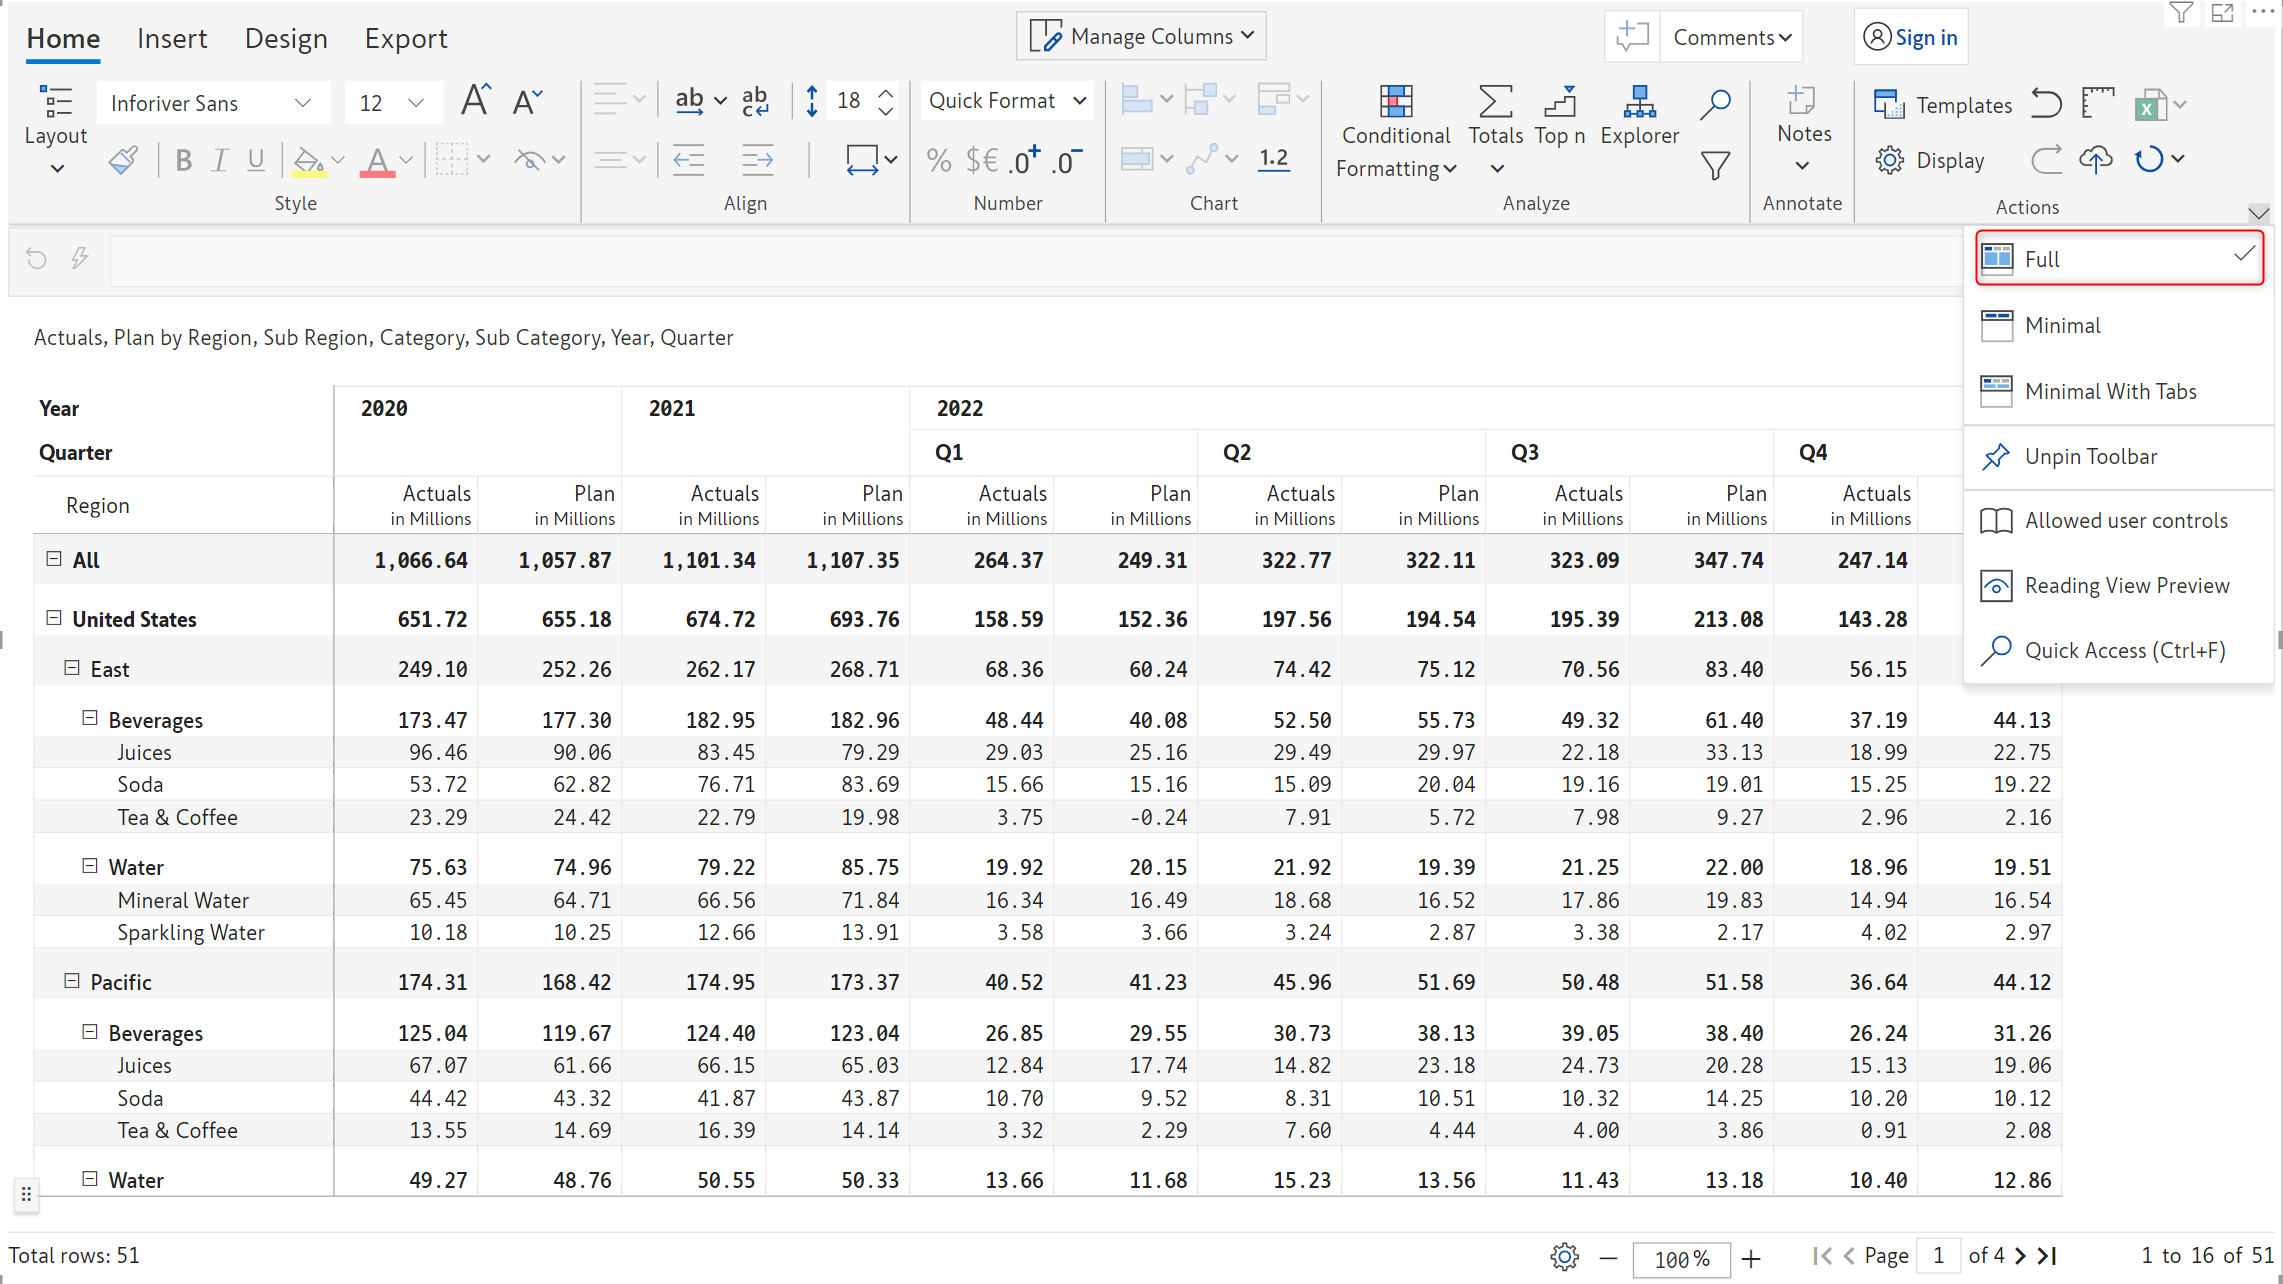 Home Insert Design Export Manage Columns Comments Sign in
Inforiver Sans 12 A A ab ab c 18 Quick Format Templates
Layout Conditional Formatting Totals Top n Explorer Notes
B I U A % $€ .0+ .0- 1.2 Display
Style Align Number Chart Analyze Annotate Actions
Full
Minimal
Minimal With Tabs
Unpin Toolbar
Allowed user controls
Reading View Preview
Quick Access (Ctrl+F)
Actuals, Plan by Region, Sub Region, Category, Sub Category, Year, Quarter
Year 2020 2021 2022
Quarter Q1 Q2 Q3 Q4
Region Actuals Plan Actuals Plan Actuals Plan Actuals Plan Actuals Plan Actuals
in Millions in Millions in Millions in Millions in Millions in Millions in Millions in Millions in Millions in Millions in Millions
All 1,066.64 1,057.87 1,101.34 1,107.35 264.37 249.31 322.77 322.11 323.09 347.74 247.14
United States 651.72 655.18 674.72 693.76 158.59 152.36 197.56 194.54 195.39 213.08 143.28
East 249.10 252.26 262.17 268.71 68.36 60.24 74.42 75.12 70.56 83.40 56.15
Beverages 173.47 177.30 182.95 182.96 48.44 40.08 52.50 55.73 49.32 61.40 37.19 44.13
Juices 96.46 90.06 83.45 79.29 29.03 25.16 29.49 29.97 22.18 33.13 18.99 22.75
Soda 53.72 62.82 76.71 83.69 15.66 15.16 15.09 20.04 19.16 19.01 15.25 19.22
Tea & Coffee 23.29 24.42 22.79 19.98 3.75 -0.24 7.91 5.72 7.98 9.27 2.96 2.16
Water 75.63 74.96 79.22 85.75 19.92 20.15 21.92 19.39 21.25 22.00 18.96 19.51
Mineral Water 65.45 64.71 66.56 71.84 16.34 16.49 18.68 16.52 17.86 19.83 14.94 16.54
Sparkling Water 10.18 10.25 12.66 13.91 3.58 3.66 3.24 2.87 3.38 2.17 4.02 2.97
Pacific 174.31 168.42 174.95 173.37 40.52 41.23 45.96 51.69 50.48 51.58 36.64 44.12
Beverages 125.04 119.67 124.40 123.04 26.85 29.55 30.73 38.13 39.05 38.40 26.24 31.26
Juices 67.07 61.66 66.15 65.03 12.84 17.74 14.82 23.18 24.73 20.28 15.13 19.06
Soda 44.42 43.32 41.87 43.87 10.70 9.52 8.31 10.51 10.32 14.25 10.20 10.12
Tea & Coffee 13.55 14.69 16.39 14.14 3.32 2.29 7.60 4.44 4.00 3.86 0.91 2.08
Water 49.27 48.76 50.55 50.33 13.66 11.68 15.23 13.56 11.43 13.18 10.40 12.86
Total rows: 51 100% Page 1 of 4 1 to 16 of 51